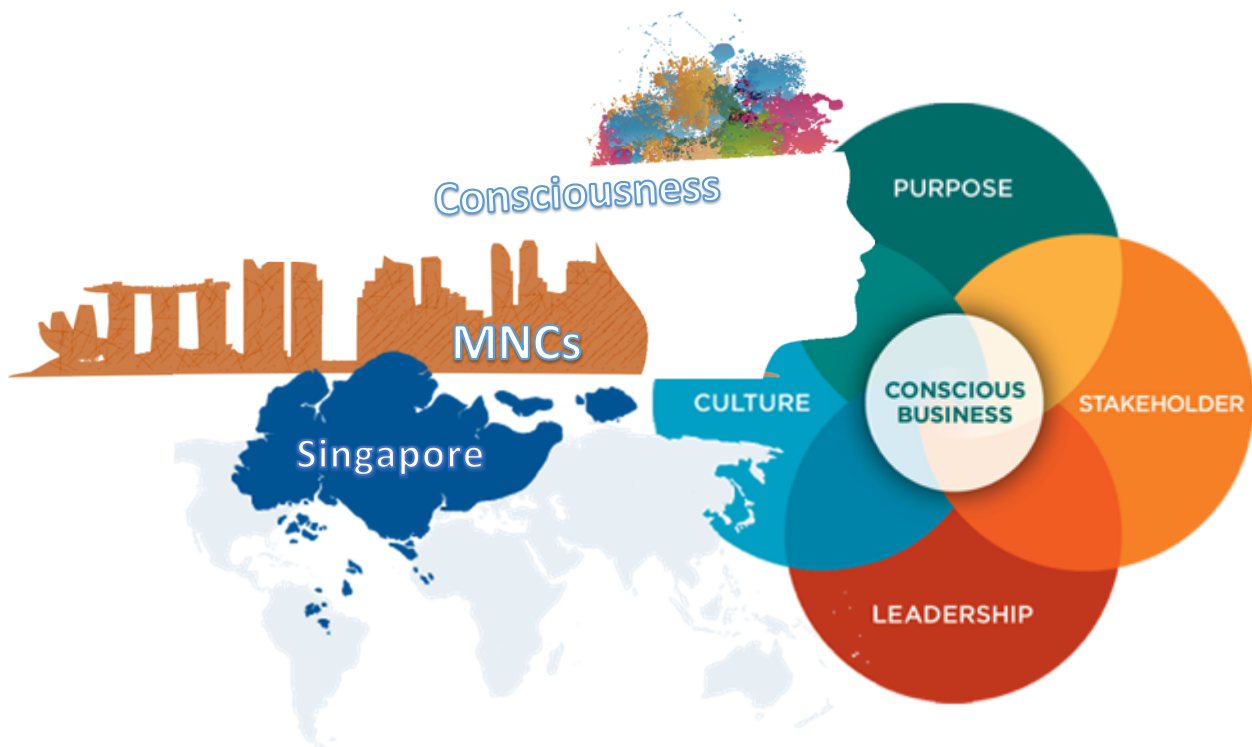 Consciousness
MNCs
Singapore
PURPOSE
CULTURE
CONSCIOUS
BUSINESS
STAKEHOLDER
LEADERSHIP